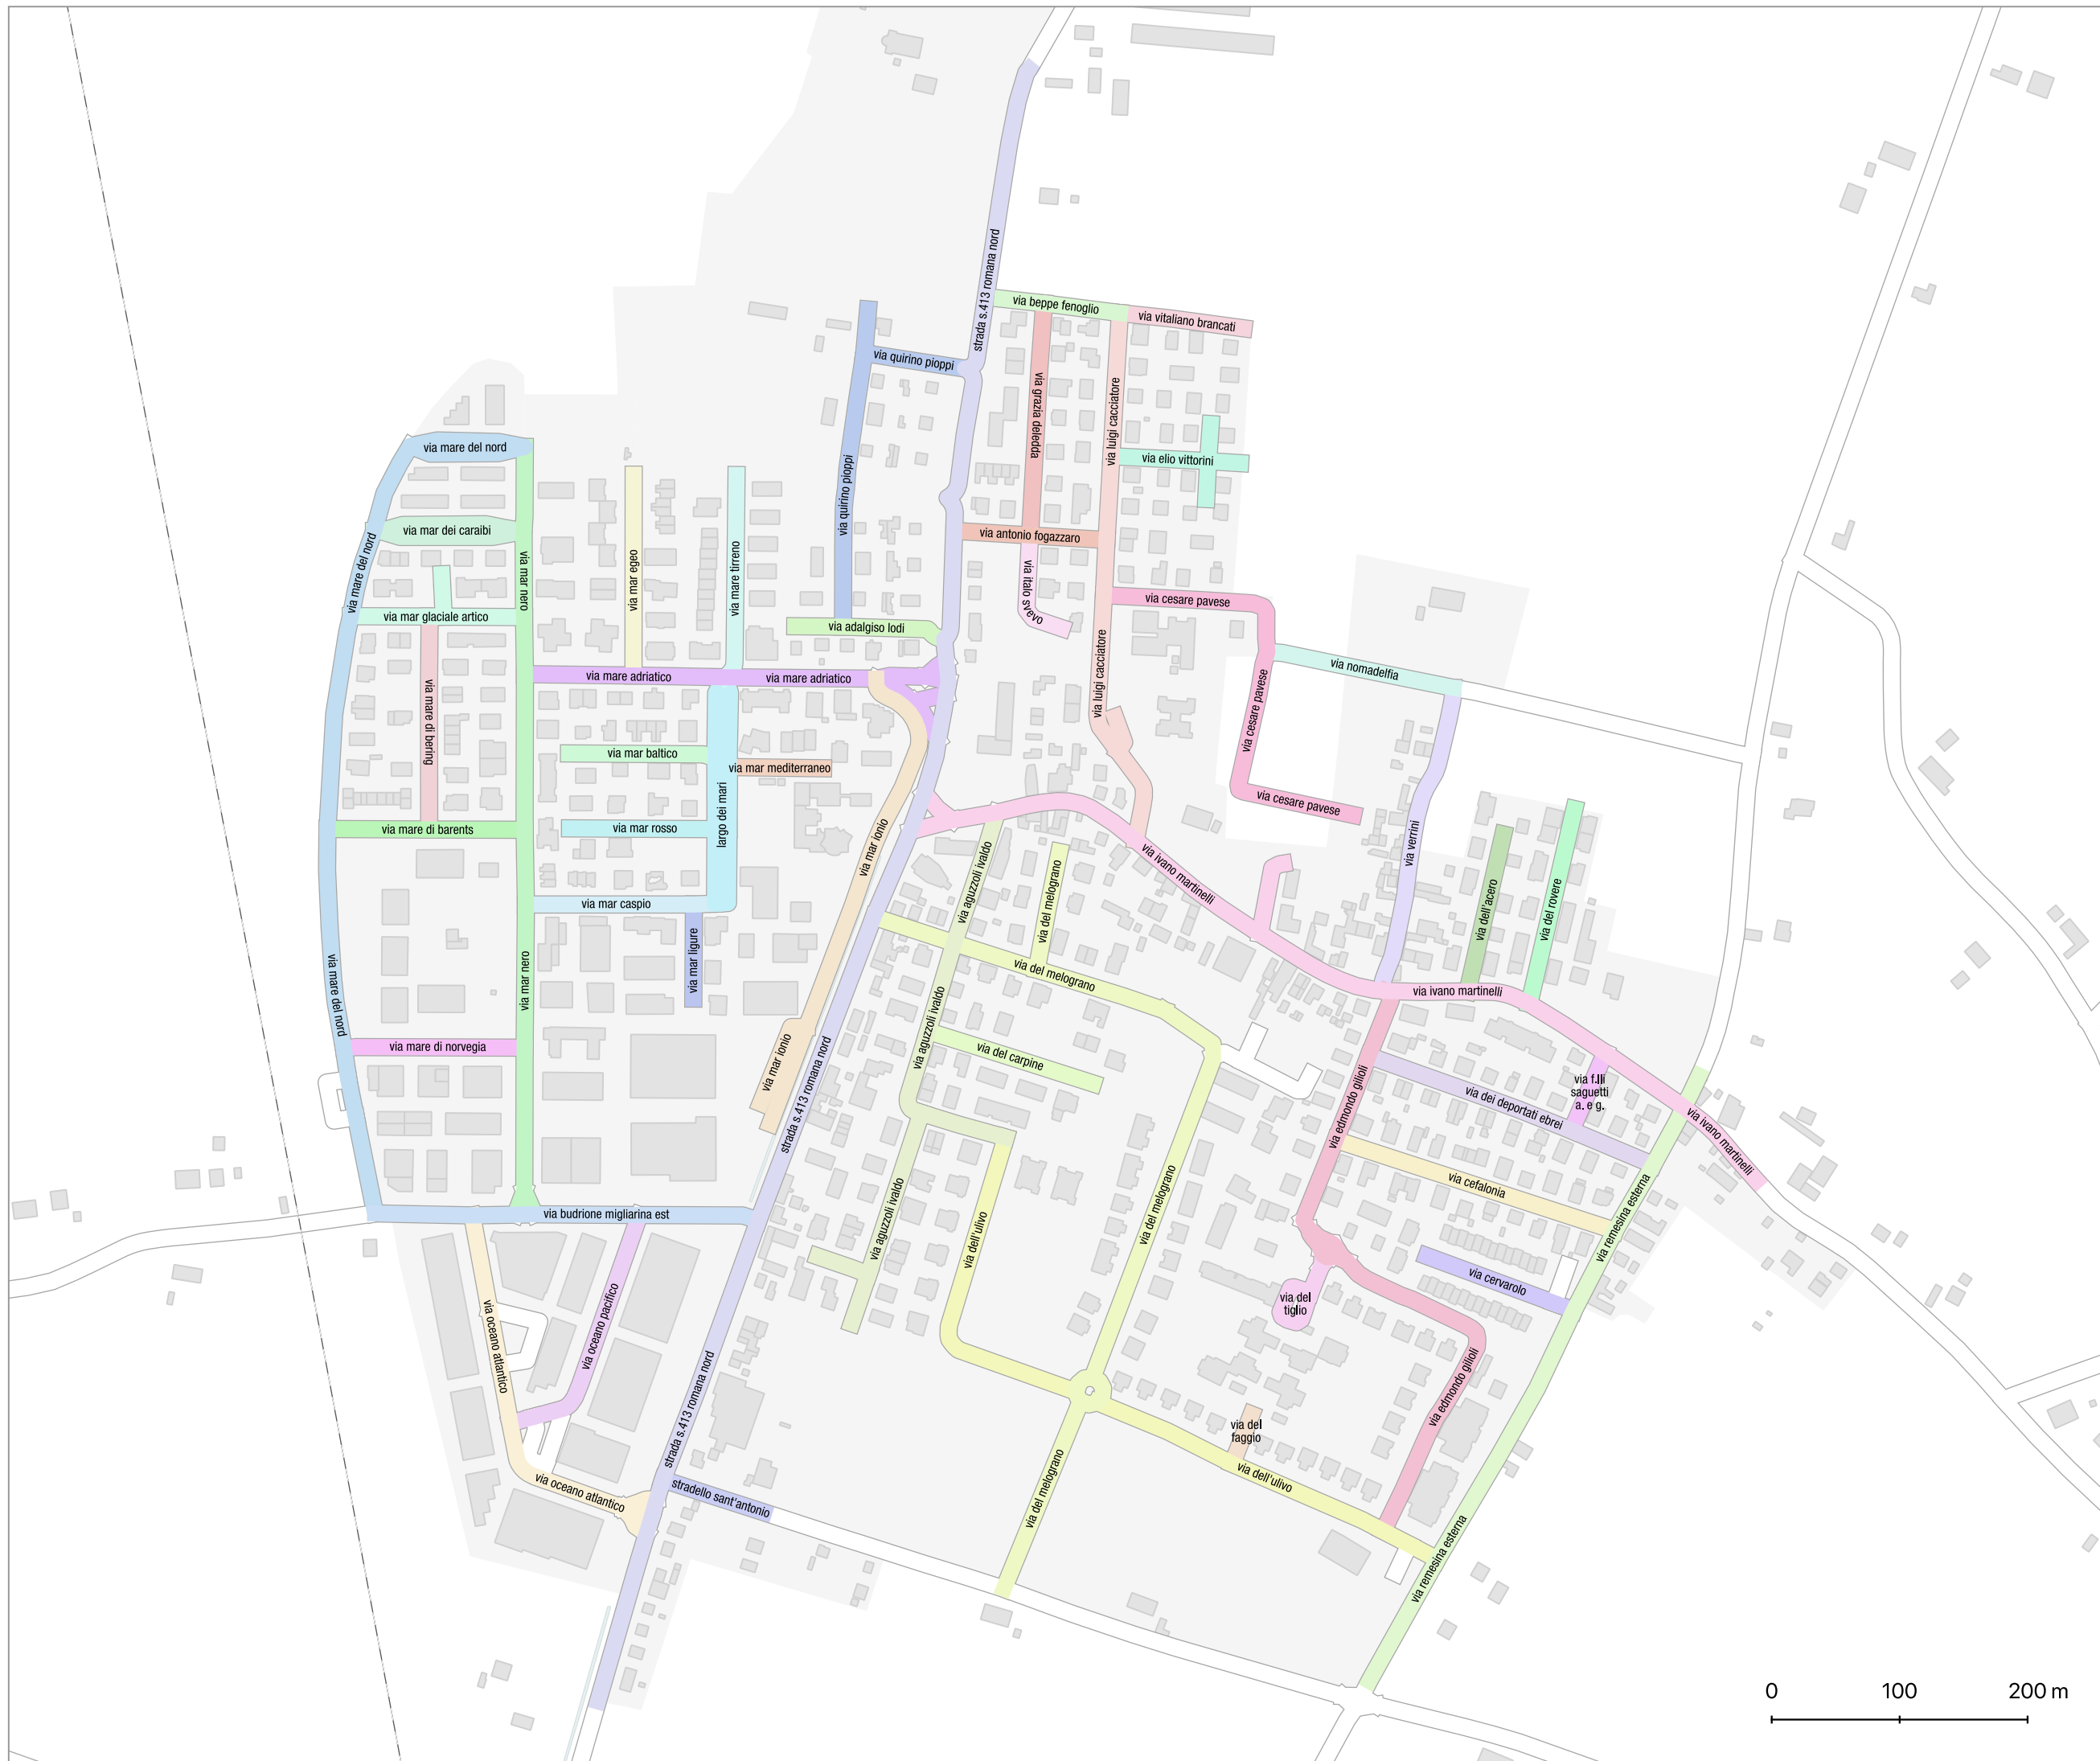 strada s.413 romana nord
via beppe fenoglio
via vitaliano brancati
via quirino pioppi
via grazia deledda
via luigi cacciatore
via mare del nord
via elio vittorini
via quirino pioppi
via mar dei caraibi
via antonio fogazzaro
via mare del nord
via mar nero
via mar egeo
via mare tirreno
via italo svevo
via cesare pavese
via mar glaciale artico
via adalgiso lodi
via luigi cacciatore
via nomadelfia
via mare adriatico
via mare adriatico
via mare di bering
via cesare pavese
via mar baltico
via mar mediterraneo
via cesare pavese
via mare di barents
via mar rosso
largo dei mari
via mar ionio
via verrini
via aguzzoli ivaldo
via ivano martinelli
via mar caspio
via del melograno
via dell'acero
via del rovere
via mar ligure
via mar nero
via mare del nord
via del melograno
via ivano martinelli
via aguzzoli ivaldo
via mare di norvegia
via mar ionio
strada s.413 romana nord
via del carpine
via edmondo gilioli
via dei deportati ebrei
via f.lli
saguetti
a. e g.
via ivano martinelli
via cefalonia
via budrione migliarina est
via aguzzoli ivaldo
via dell'ulivo
via del melograno
via remesina esterna
via cervarolo
via del
tiglio
via oceano atlantico
via oceano pacifico
strada s.413 romana nord
via edmondo gilioli
via del
faggio
via oceano atlantico
stradello sant'antonio
via del melograno
via dell'ulivo
via remesina esterna
0 100 200 m